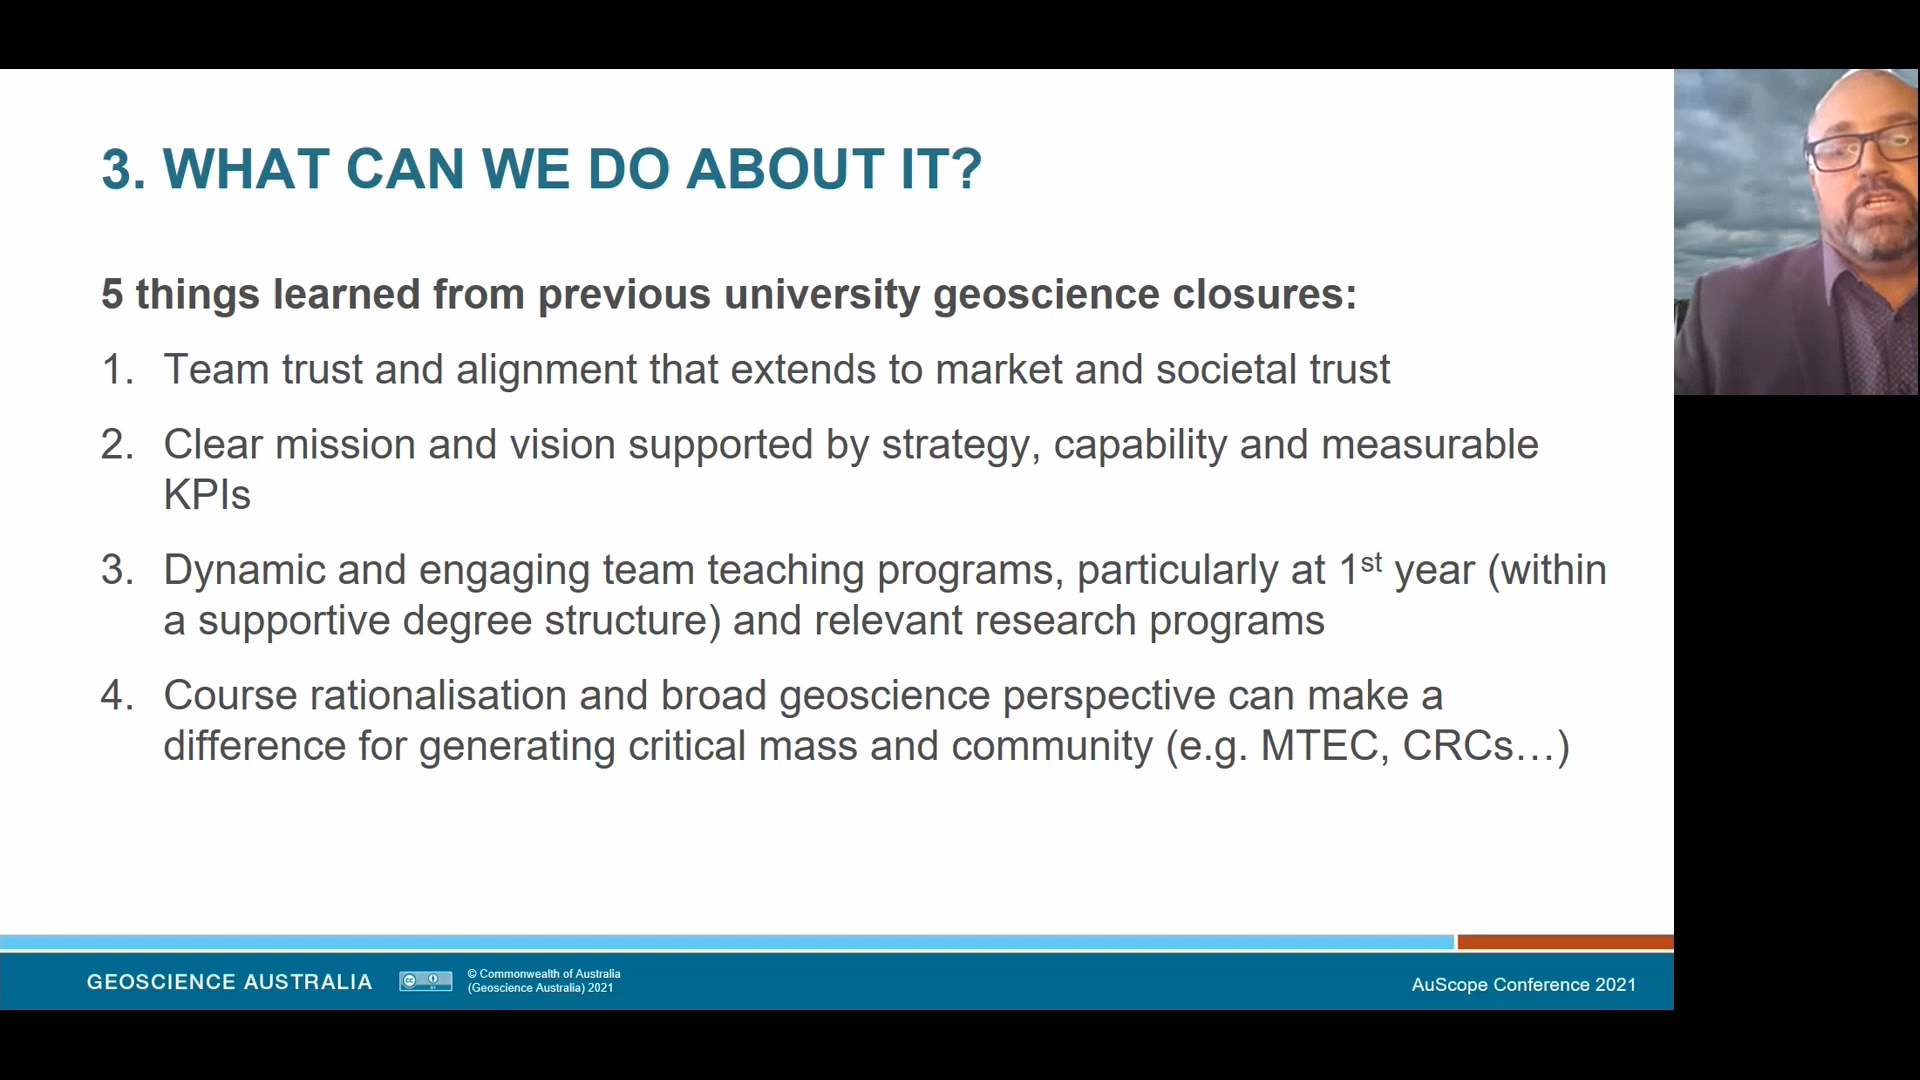 3. WHAT CAN WE DO ABOUT IT?
5 things learned from previous university geoscience closures:
1. Team trust and alignment that extends to market and societal trust
2. Clear mission and vision supported by strategy, capability and measurable
KPIs
3. Dynamic and engaging team teaching programs, particularly at 1st year (within
a supportive degree structure) and relevant research programs
4. Course rationalisation and broad geoscience perspective can make a
difference for generating critical mass and community (e.g. MTEC, CRCs…)
GEOSCIENCE AUSTRALIA
© Commonwealth of Australia
(Geoscience Australia) 2021
AuScope Conference 2021